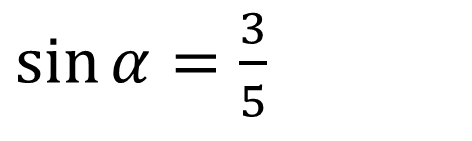 sin α = 3/5